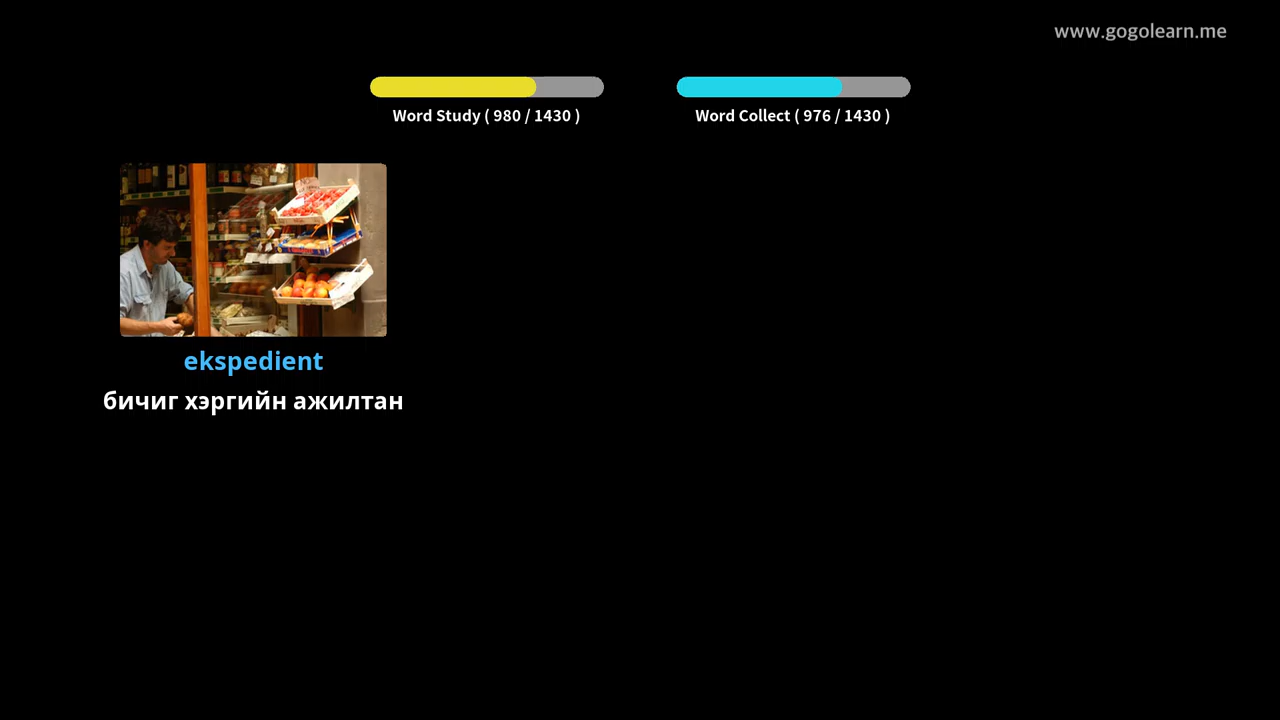 www.gogolearn.me
Word Study ( 980 / 1430 )
Word Collect ( 976 / 1430 )
ekspedient
бичиг хэргийн ажилтан